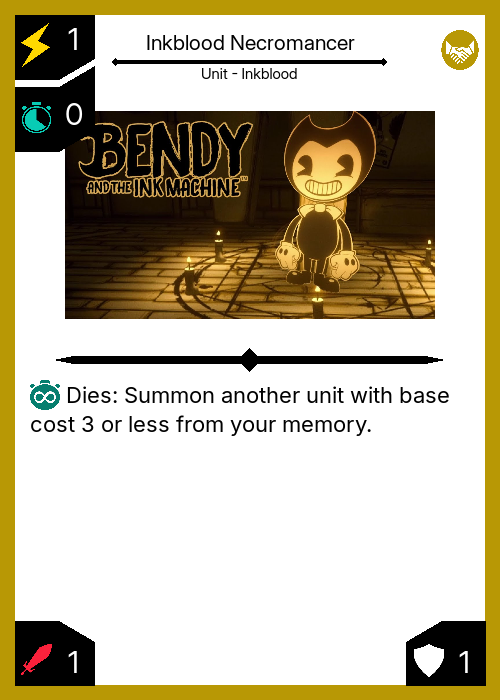 1
Inkblood Necromancer
Unit - Inkblood
0
BENDY
AND THE INK MACHINE™
Dies: Summon another unit with base
cost 3 or less from your memory.
1
1